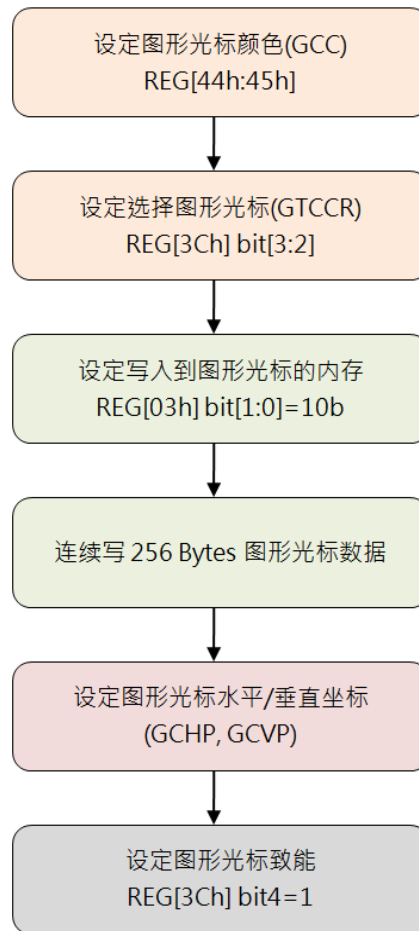 设定图形光标颜色(GCC)
REG[44h:45h]
设定选择图形光标(GTCCR)
REG[3Ch] bit[3:2]
设定写入到图形光标的内存
REG[03h] bit[1:0]=10b
连续写 256 Bytes 图形光标数据
设定图形光标水平/垂直坐标
(GCHP, GCVP)
设定图形光标致能
REG[3Ch] bit4=1